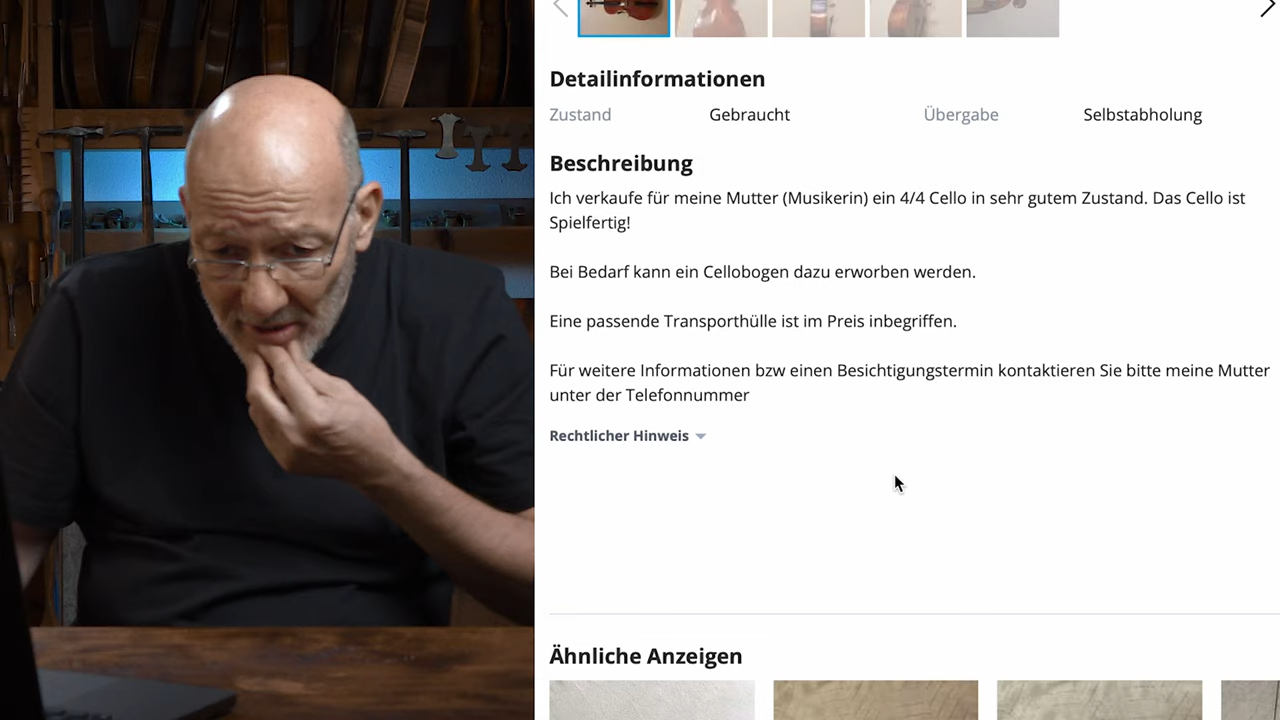 Detailinformationen
Zustand Gebraucht Übergabe Selbstabholung
Beschreibung
Ich verkaufe für meine Mutter (Musikerin) ein 4/4 Cello in sehr gutem Zustand. Das Cello ist
Spielfertig!
Bei Bedarf kann ein Cellobogen dazu erworben werden.
Eine passende Transporthülle ist im Preis inbegriffen.
Für weitere Informationen bzw einen Besichtigungstermin kontaktieren Sie bitte meine Mutter
unter der Telefonnummer
Rechtlicher Hinweis
Ähnliche Anzeigen